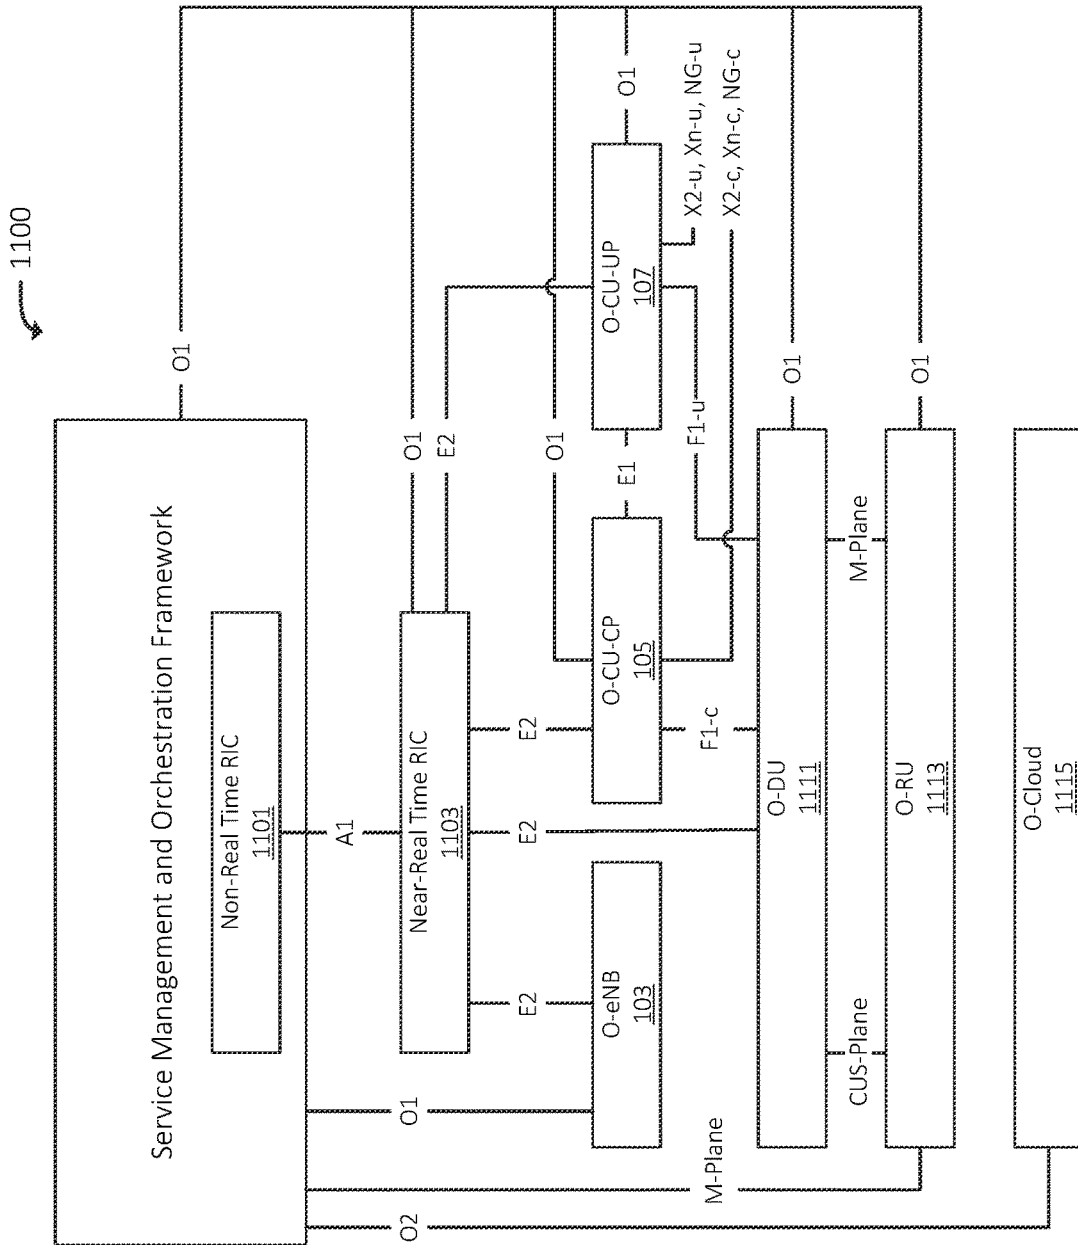 1100
Service Management and Orchestration Framework
O1
Non-Real Time RIC
1101
A1
O2
O1
Near-Real Time RIC
1103
O1
E2
E2
E2
E2
O1
O-eNB
103
O-CU-CP
105
E1
O-CU-UP
107
O1
X2-u, Xn-u, NG-u
X2-c, Xn-c, NG-c
M-Plane
F1-c
F1-u
O-DU
1111
O1
CUS-Plane
M-Plane
O-RU
1113
O1
O-Cloud
1115